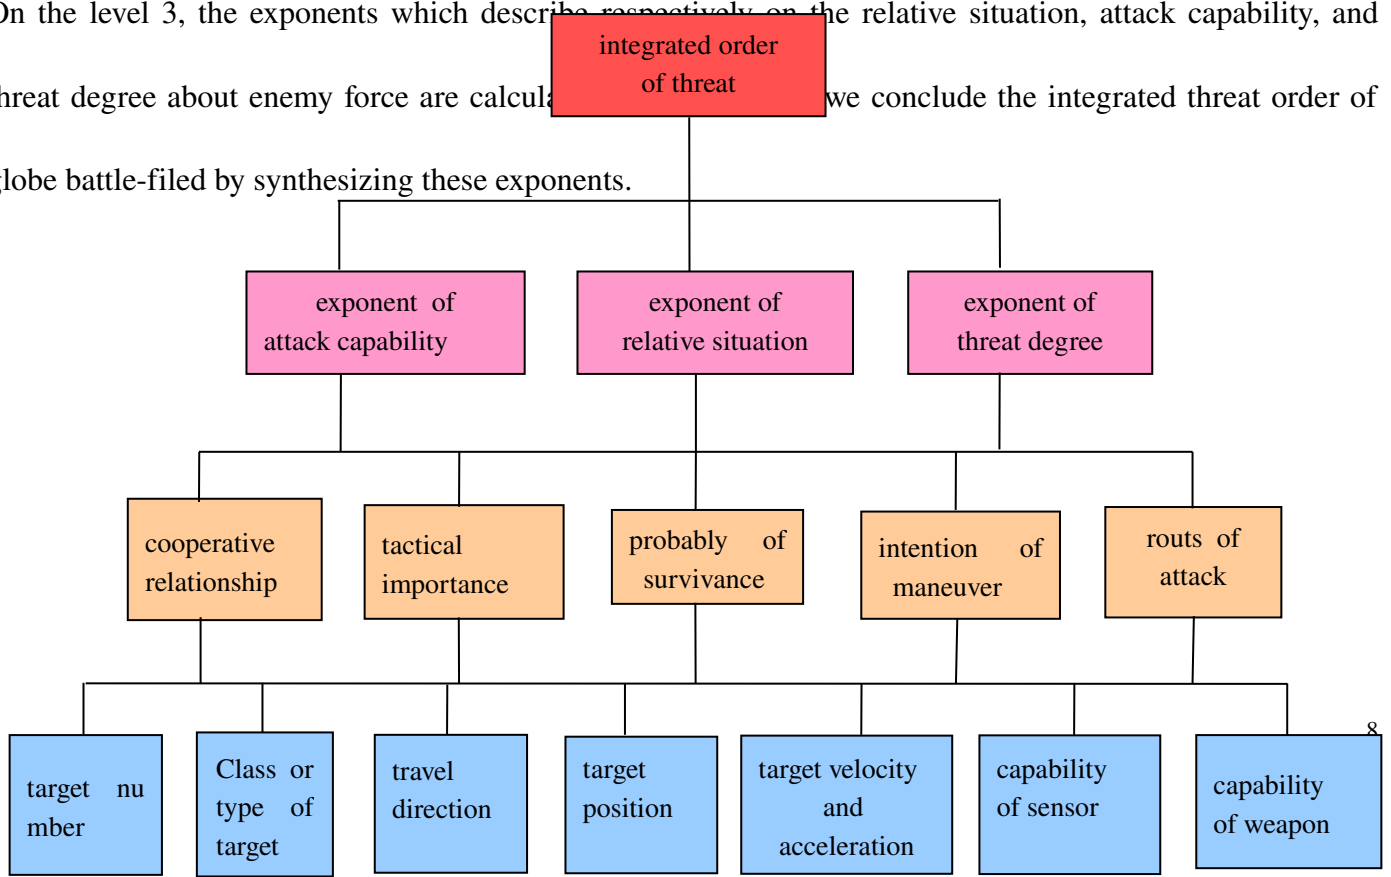 On the level 3, the exponents which describe respectively on the relative situation, attack capability, and
threat degree about enemy force are we conclude the integrated threat order of
globe battle-filed by synthesizing these exponents.
integrated order
of threat
exponent of
attack capability
exponent of
relative situation
exponent of
threat degree
cooperative
relationship
tactical
importance
probably of
survivance
intention of
maneuver
routs of
attack
target nu
mber
Class or
type of
target
travel
direction
target
position
target velocity
and
acceleration
capability
of sensor
capability
of weapon
8